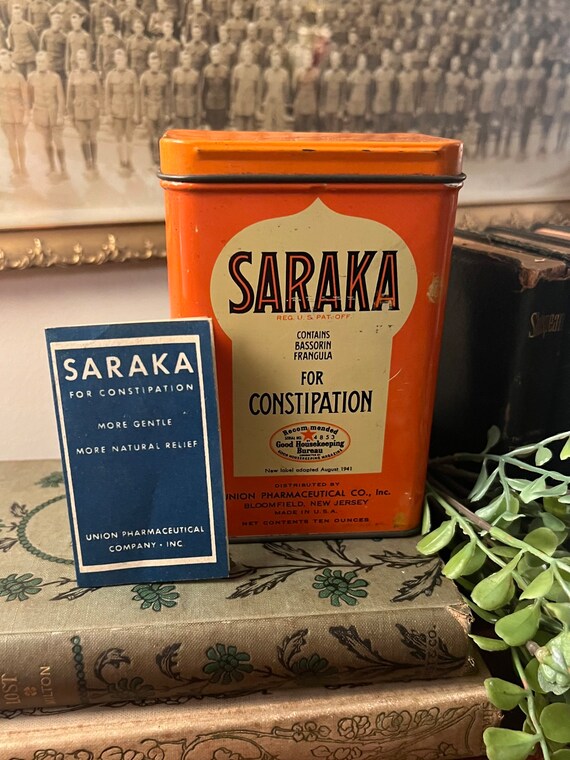 SARAKA
REG. U.S. PAT. OFF.
CONTAINS
BASSORIN
FRANGULA
FOR
CONSTIPATION
Recommended
4853
Good Housekeeping
Bureau
New label adopted August 1941
DISTRIBUTED BY
UNION PHARMACEUTICAL CO., Inc.
BLOOMFIELD, NEW JERSEY
MADE IN U.S.A.
NET CONTENTS TEN OUNCES
SARAKA
FOR CONSTIPATION
MORE GENTLE
MORE NATURAL RELIEF
UNION PHARMACEUTICAL
COMPANY • INC
LOST